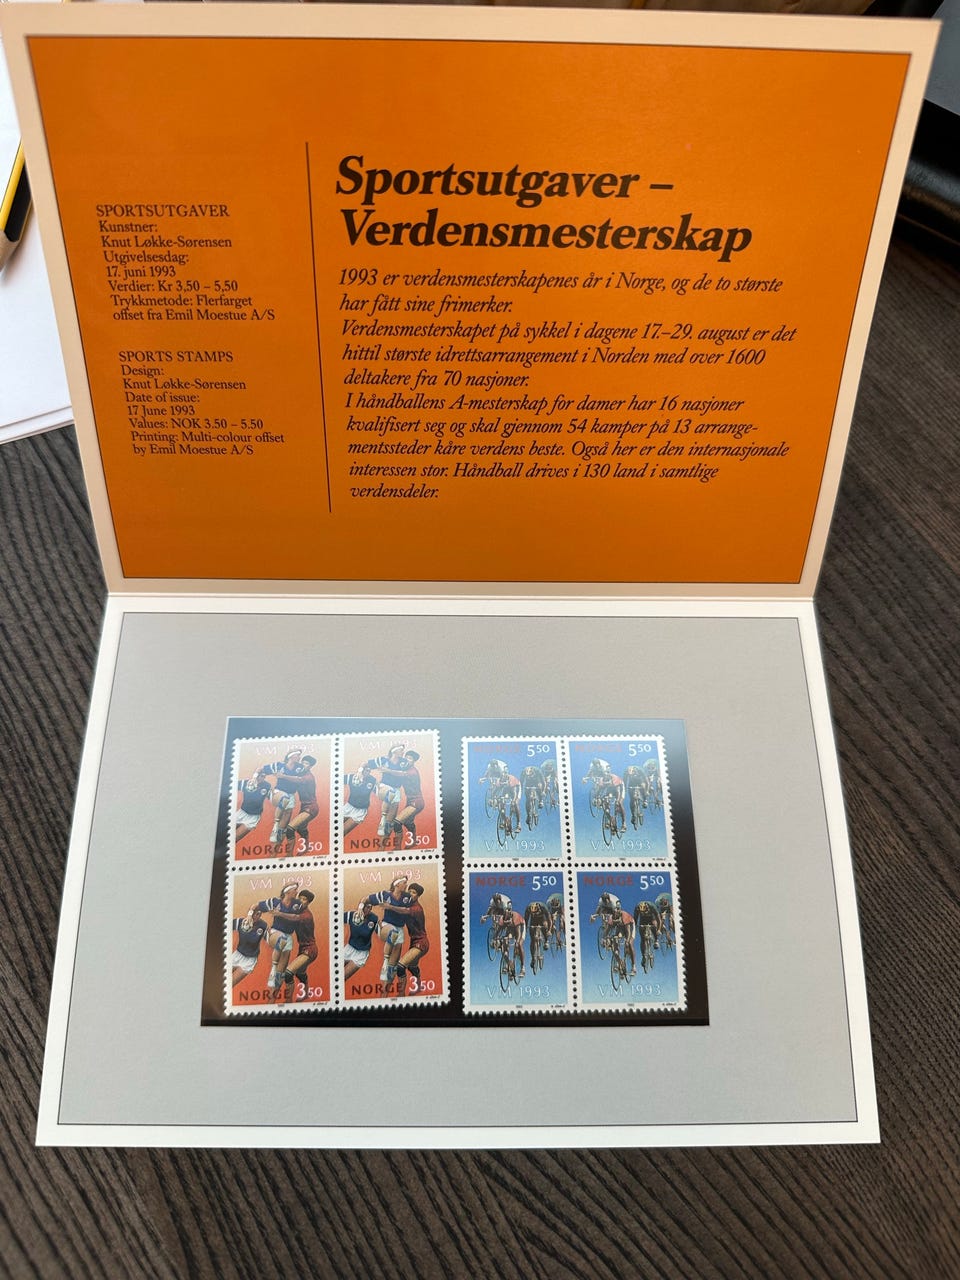 SPORTSUTGAVER
Kunstner:
Knut Løkke-Sørensen
Utgivelsesdag:
17. juni 1993
Verdier: Kr 3,50 – 5,50
Trykkmetode: Flerfarget
offset fra Emil Moestue A/S
SPORTS STAMPS
Design:
Knut Løkke-Sørensen
Date of issue:
17 June 1993
Values: NOK 3.50 – 5.50
Printing: Multi-colour offset
by Emil Moestue A/S
Sportsutgaver –
Verdensmesterskap
1993 er verdensmesterskapenes år i Norge, og de to største
har fått sine frimerker.
Verdensmesterskapet på sykkel i dagene 17.–29. august er det
hittil største idrettsarrangement i Norden med over 1600
deltakere fra 70 nasjoner.
I håndballens A-mesterskap for damer har 16 nasjoner
kvalifisert seg og skal gjennom 54 kamper på 13 arrange-
mentssteder kåre verdens beste. Også her er den internasjonale
interessen stor. Håndball drives i 130 land i samtlige
verdensdeler.
VM 1993
NORGE 3.50
VM 1993
NORGE 3.50
VM 1993
NORGE 3.50
VM 1993
NORGE 3.50
NORGE 5.50
VM 1993
NORGE 5.50
VM 1993
NORGE 5.50
VM 1993
NORGE 5.50
VM 1993